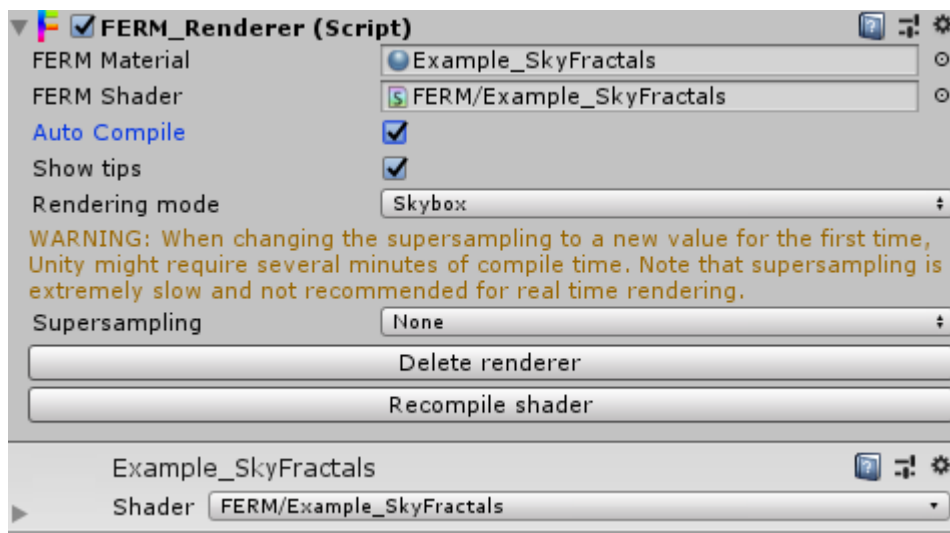 FERM_Renderer (Script)
FERM Material Example_SkyFractals
FERM Shader FERM/Example_SkyFractals
Auto Compile
Show tips
Rendering mode Skybox
WARNING: When changing the supersampling to a new value for the first time,
Unity might require several minutes of compile time. Note that supersampling is
extremely slow and not recommended for real time rendering.
Supersampling None
Delete renderer
Recompile shader
Example_SkyFractals
Shader FERM/Example_SkyFractals